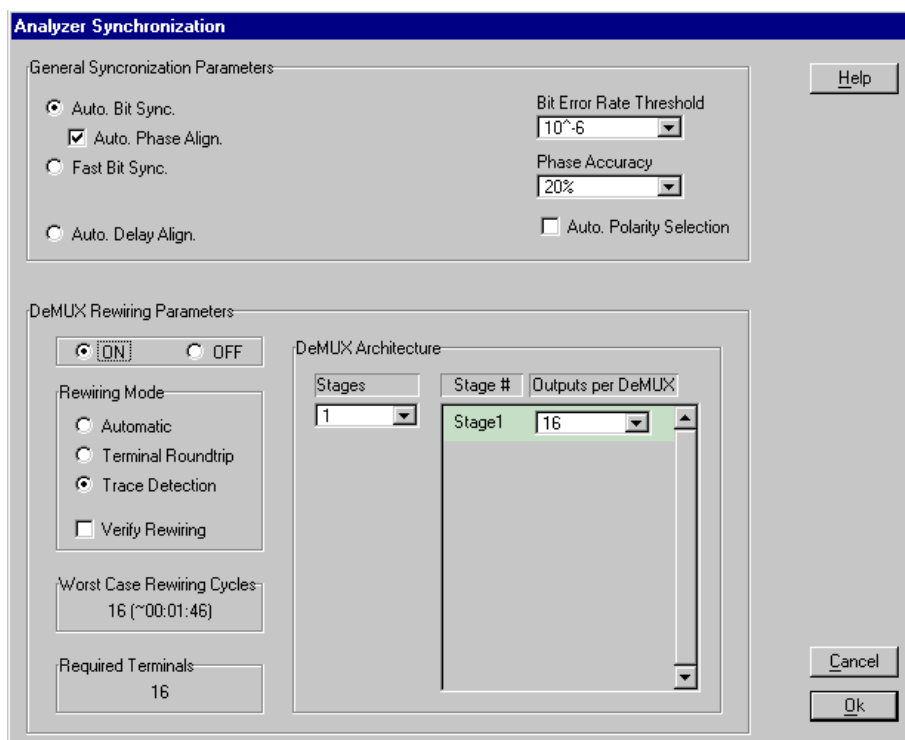 Analyzer Synchronization
General Syncronization Parameters
Help
Auto. Bit Sync.
Auto. Phase Align.
Fast Bit Sync.
Auto. Delay Align.
Bit Error Rate Threshold
10^-6
Phase Accuracy
20%
Auto. Polarity Selection
DeMUX Rewiring Parameters
ON OFF
Rewiring Mode
Automatic
Terminal Roundtrip
Trace Detection
Verify Rewiring
Worst Case Rewiring Cycles
16 (~00:01:46)
Required Terminals
16
DeMUX Architecture
Stages Stage # Outputs per DeMUX
1 Stage1 16
Cancel
Ok